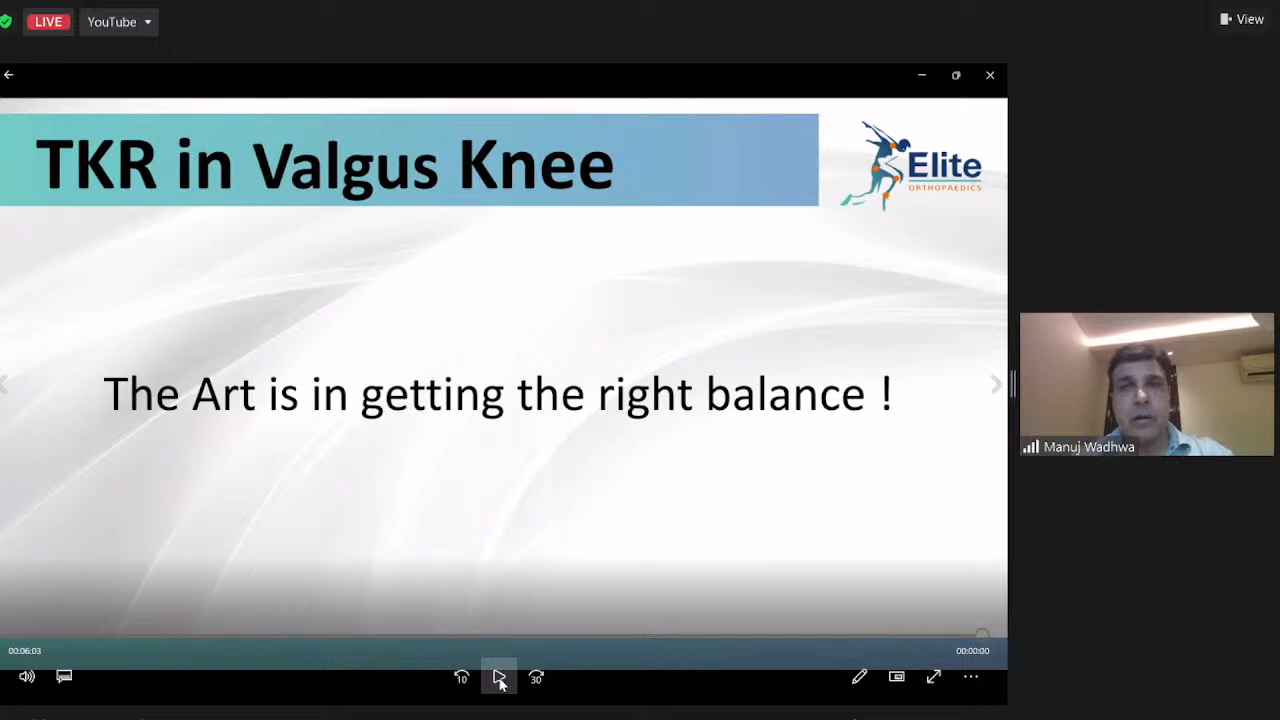 LIVE
YouTube
View
TKR in Valgus Knee
Elite
ORTHOPAEDICS
The Art is in getting the right balance !
Manuj Wadhwa
00:06:03
00:00:00
10
30